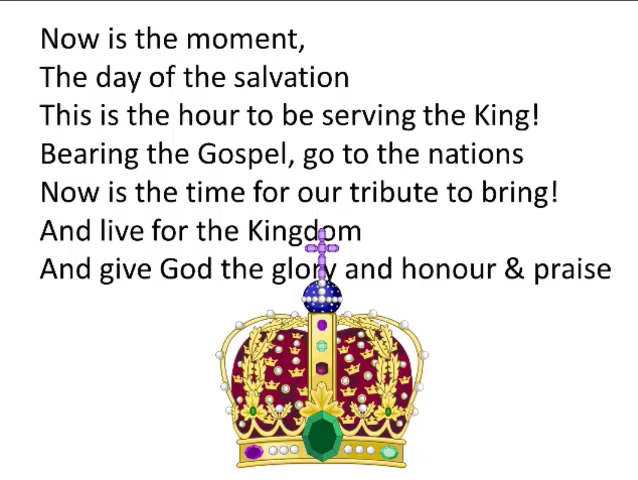 Now is the moment,
The day of the salvation
This is the hour to be serving the King!
Bearing the Gospel, go to the nations
Now is the time for our tribute to bring!
And live for the Kingdom
And give God the glory and honour & praise